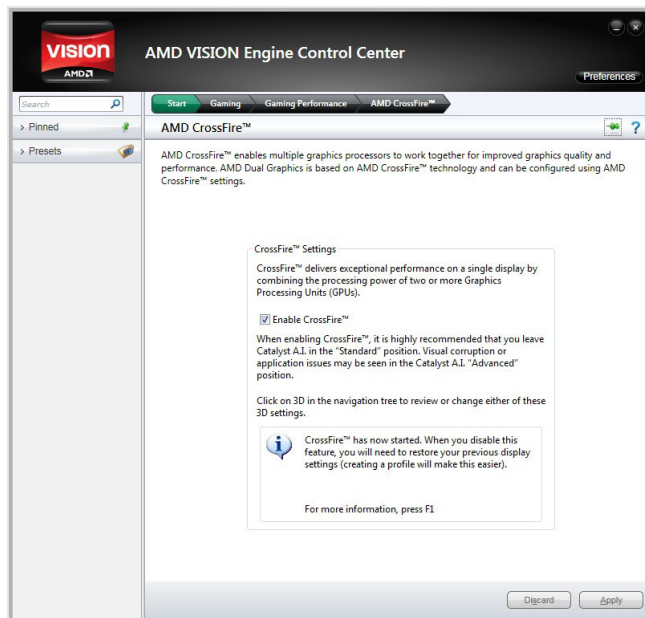 VISION
AMD
AMD VISION Engine Control Center
Preferences
Search
Start Gaming Gaming Performance AMD CrossFire™
> Pinned
AMD CrossFire™
?
> Presets
AMD CrossFire™ enables multiple graphics processors to work together for improved graphics quality and
performance. AMD Dual Graphics is based on AMD CrossFire™ technology and can be configured using AMD
CrossFire™ settings.
CrossFire™ Settings
CrossFire™ delivers exceptional performance on a single display by
combining the processing power of two or more Graphics
Processing Units (GPUs).
Enable CrossFire™
When enabling CrossFire™, it is highly recommended that you leave
Catalyst A.I. in the "Standard" position. Visual corruption or
application issues may be seen in the Catalyst A.I. "Advanced"
position.
Click on 3D in the navigation tree to review or change either of these
3D settings.
CrossFire™ has now started. When you disable this
feature, you will need to restore your previous display
settings (creating a profile will make this easier).
For more information, press F1
Discard
Apply